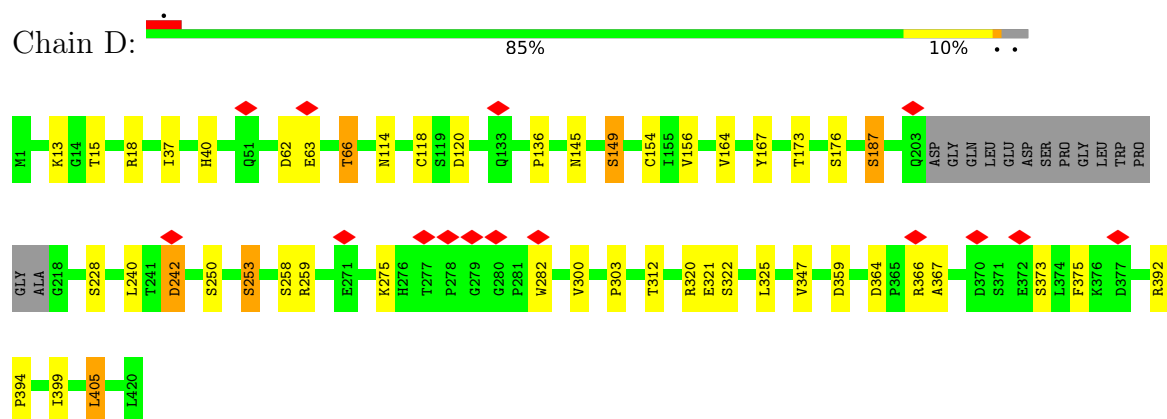 Chain D:
85%
10%
M1 K13 G14 T15 R18 I37 H40 Q51 D62 E63 T66 N114 C118 S119 D120 Q133 P136 N145 S149 C154 I155 V156 V164 Y167 T173 S176 S187 Q203 ASP GLY GLN LEU GLU ASP SER PRO GLY LEU TRP PRO
GLY ALA G218 S228 L240 T241 D242 S250 S253 S258 R259 E271 K275 H276 T277 P278 G279 G280 P281 W282 V300 P303 T312 R320 E321 S322 L325 V347 D359 D364 P365 R366 A367 D370 S371 E372 S373 L374 F375 K376 D377 R392
P394 I399 L405 L420